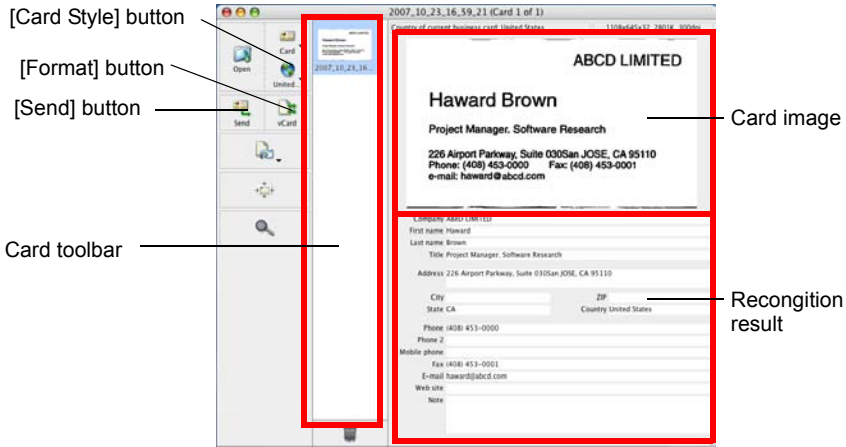 [Card Style] button
[Format] button
[Send] button
Card toolbar
2007_10_23_16_59_21 (Card 1 of 1)
Open
Card
United...
Send
vCard
2007_10_23_16...
Country of current business card: United States
1108x645x32, 2801K, 300dpi
ABCD LIMITED
Haward Brown
Project Manager. Software Research
226 Airport Parkway, Suite 030San JOSE, CA 95110
Phone: (408) 453-0000 Fax: (408) 453-0001
e-mail: haward@abcd.com
Card image
Company ABCD LIMITED
First name Haward
Last name Brown
Title Project Manager. Software Research
Address 226 Airport Parkway, Suite 030San JOSE, CA 95110
City ZIP
State CA Country United States
Phone (408) 453-0000
Phone 2
Mobile phone
Fax (408) 453-0001
E-mail haward@abcd.com
Web site
Note
Recongition
result